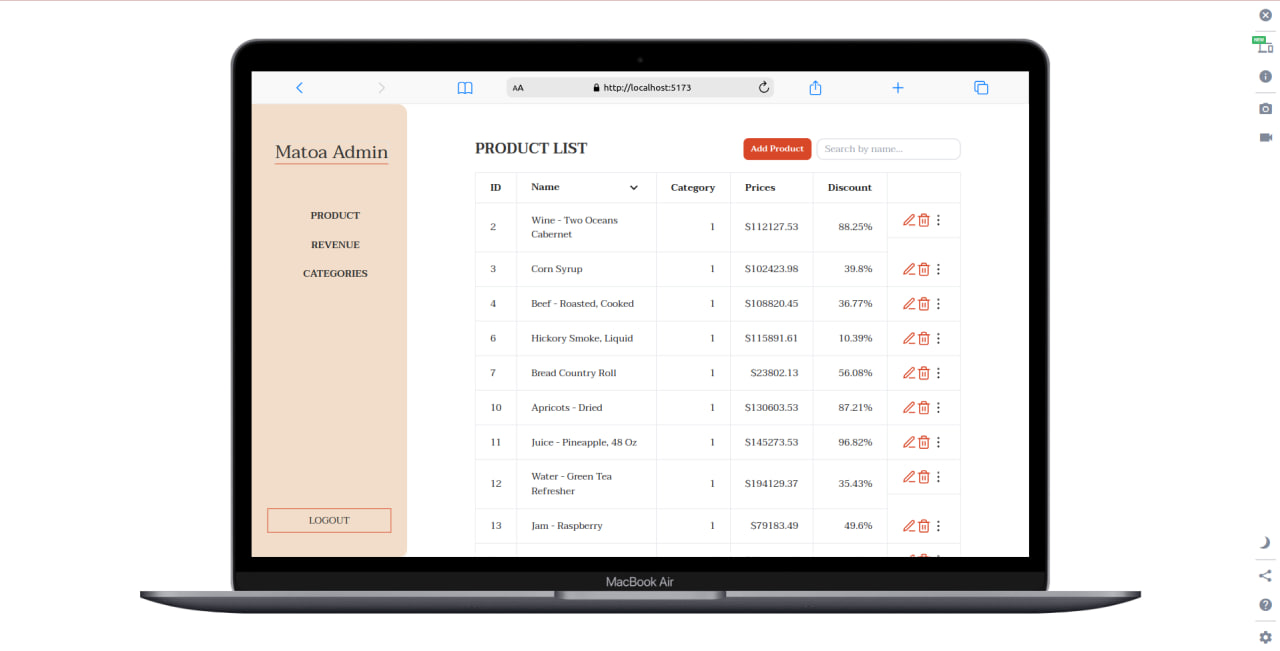 NEW
AA http://localhost:5173
Matoa Admin
PRODUCT
REVENUE
CATEGORIES
LOGOUT
PRODUCT LIST Add Product Search by name...
ID Name Category Prices Discount
2 Wine - Two Oceans Cabernet 1 $112127.53 88.25%
3 Corn Syrup 1 $102423.98 39.8%
4 Beef - Roasted, Cooked 1 $108820.45 36.77%
6 Hickory Smoke, Liquid 1 $115891.61 10.39%
7 Bread Country Roll 1 $23802.13 56.08%
10 Apricots - Dried 1 $130603.53 87.21%
11 Juice - Pineapple, 48 Oz 1 $145273.53 96.82%
12 Water - Green Tea Refresher 1 $194129.37 35.43%
13 Jam - Raspberry 1 $79183.49 49.6%
MacBook Air